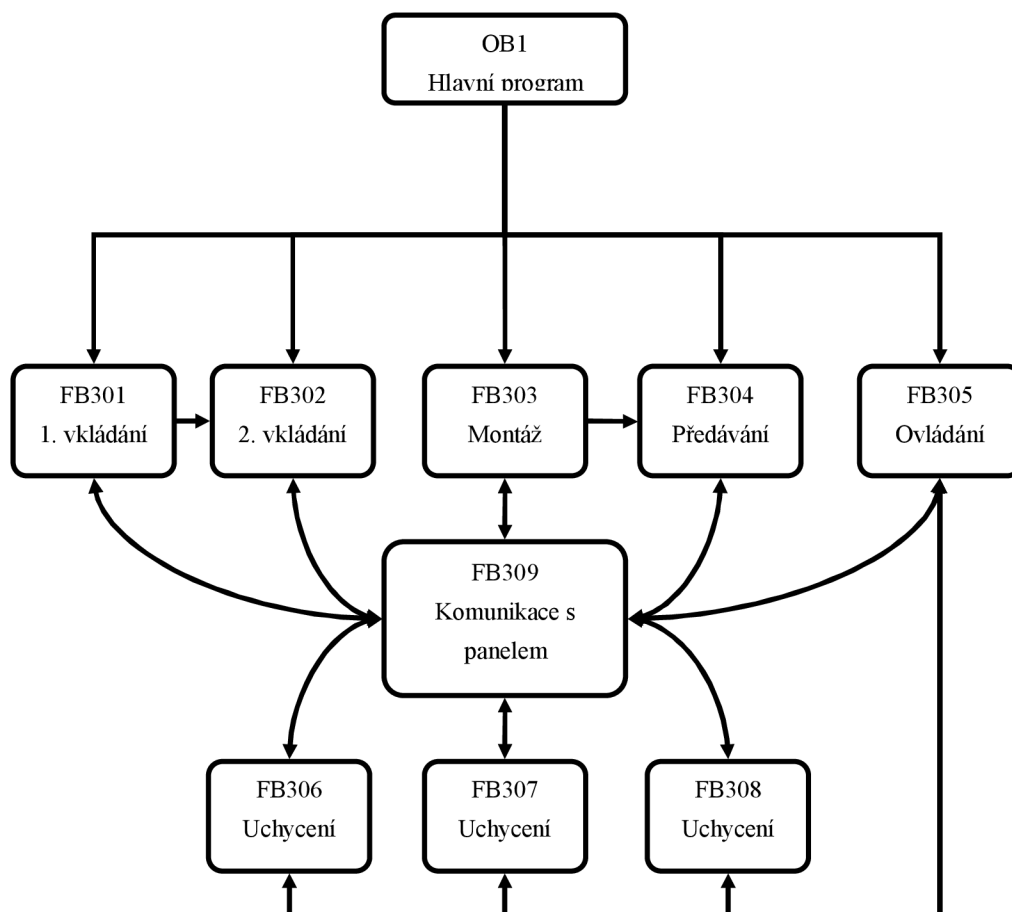 OB1
Hlavní program
FB301
1. vkládání
FB302
2. vkládání
FB303
Montáž
FB304
Předávání
FB305
Ovládání
FB309
Komunikace s
panelem
FB306
Uchycení
FB307
Uchycení
FB308
Uchycení